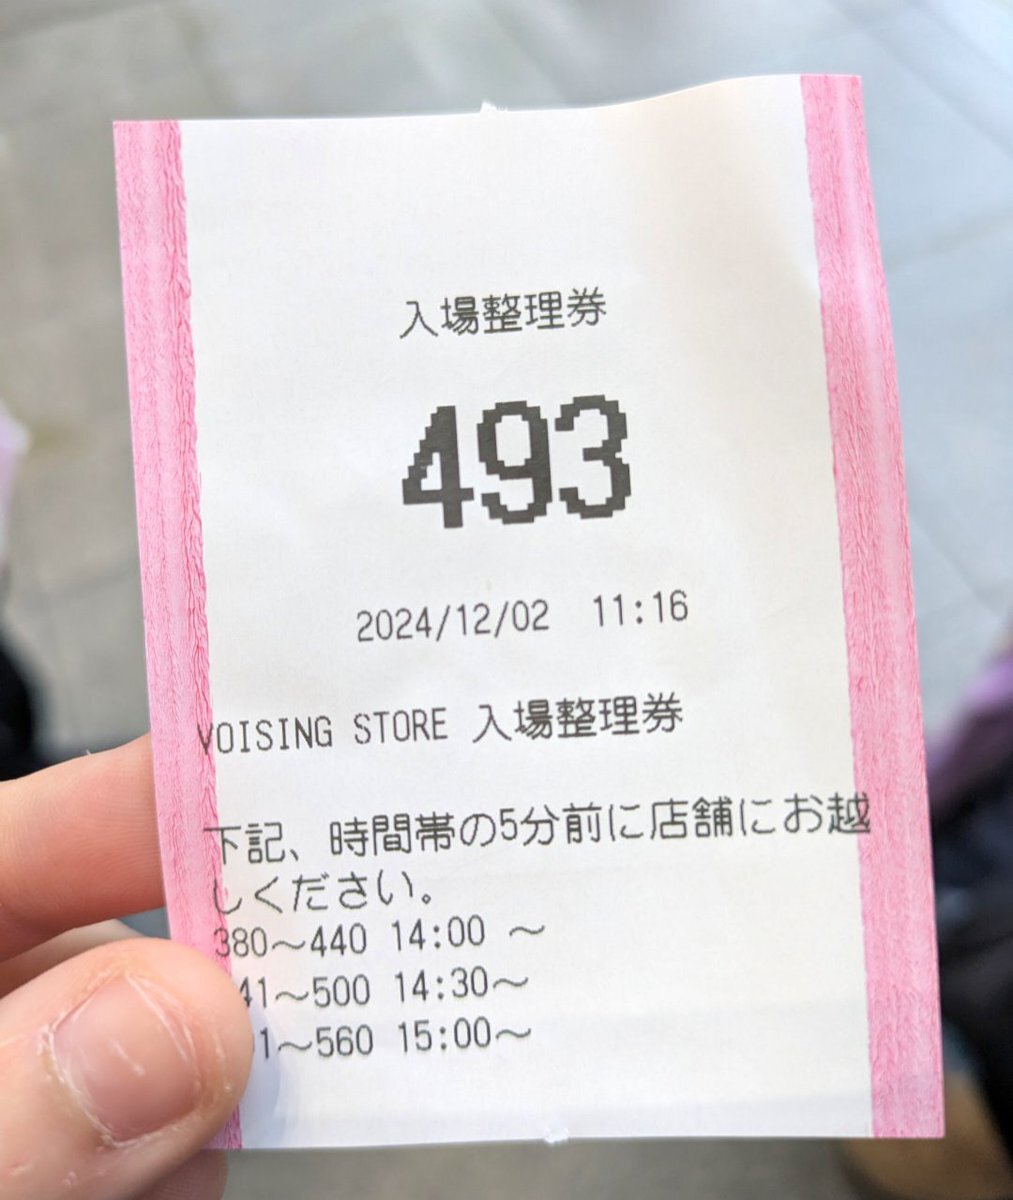 入場整理券
493
2024/12/02 11:16
VOISING STORE 入場整理券
下記、時間帯の5分前に店舗にお越
しください。
380〜440 14:00 〜
41〜500 14:30〜
1〜560 15:00〜